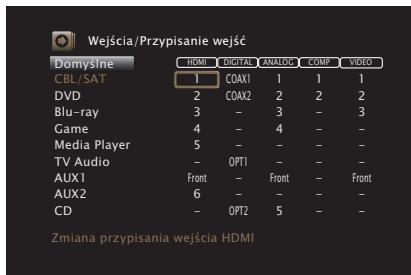 Wejścia/Przypisanie wejść
Domyślne HDMI DIGITAL ANALOG COMP VIDEO
CBL/SAT 1 COAX1 1 1 1
DVD 2 COAX2 2 2 2
Blu-ray 3 – 3 – 3
Game 4 – 4 – –
Media Player 5 – – – –
TV Audio – OPT1 – – –
AUX1 Front – Front – Front
AUX2 6 – – – –
CD – OPT2 5 – –
Zmiana przypisania wejścia HDMI